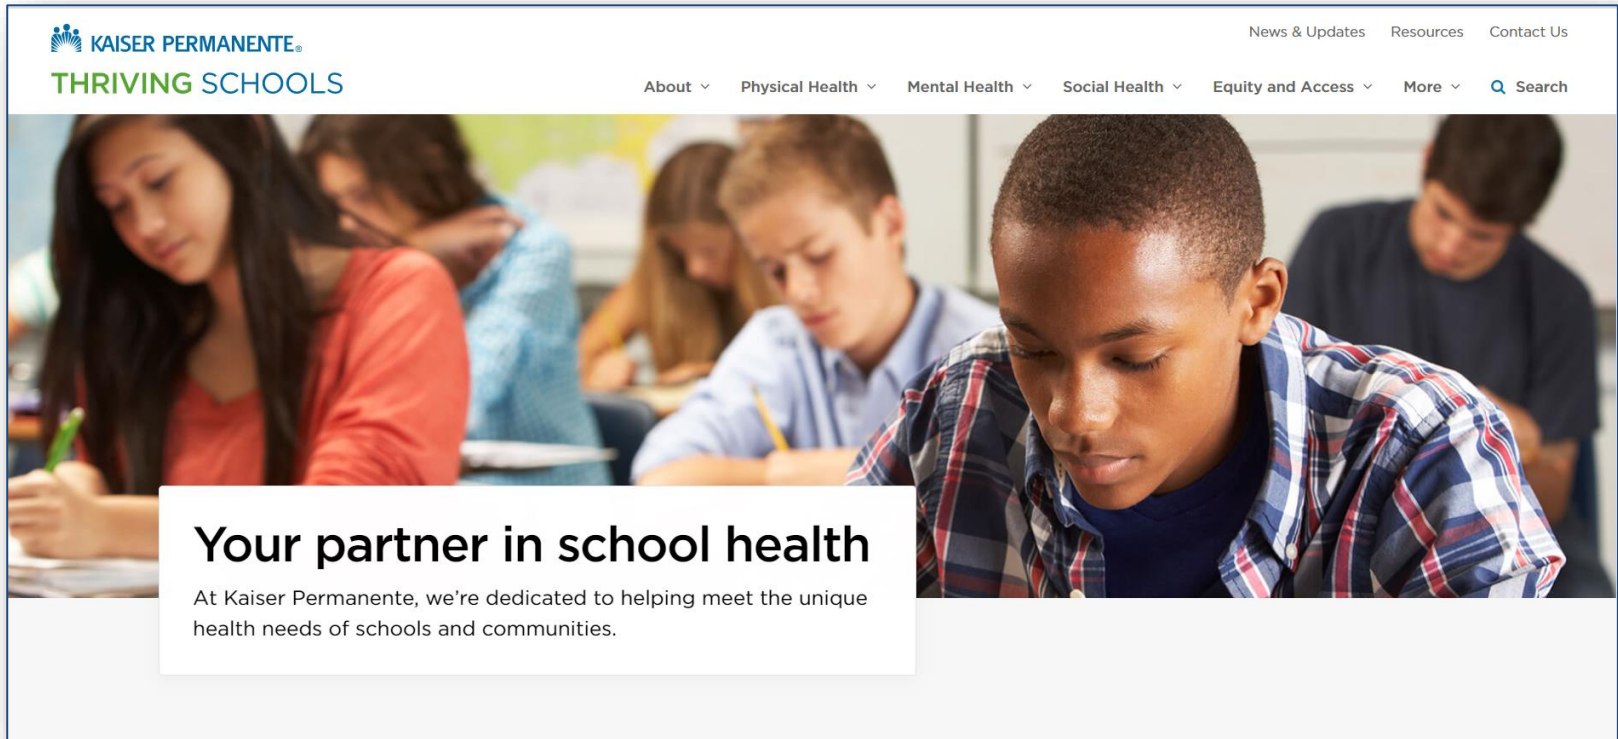 KAISER PERMANENTE®
THRIVING SCHOOLS
News & Updates Resources Contact Us
About Physical Health Mental Health Social Health Equity and Access More Search
Your partner in school health
At Kaiser Permanente, we're dedicated to helping meet the unique
health needs of schools and communities.